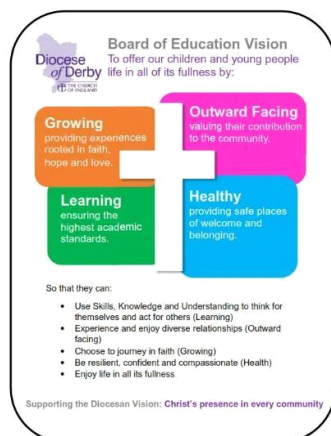 Diocese
of Derby
THE CHURCH
OF ENGLAND
Board of Education Vision
To offer our children and young people
life in all of its fullness by:
Growing
providing experiences
rooted in faith,
hope and love.
Outward Facing
valuing their contribution
to the community.
Learning
ensuring the
highest academic
standards.
Healthy
providing safe places
of welcome and
belonging.
So that they can:
• Use Skills, Knowledge and Understanding to think for
themselves and act for others (Learning)
• Experience and enjoy diverse relationships (Outward
facing)
• Choose to journey in faith (Growing)
• Be resilient, confident and compassionate (Health)
• Enjoy life in all its fullness
Supporting the Diocesan Vision: Christ's presence in every community